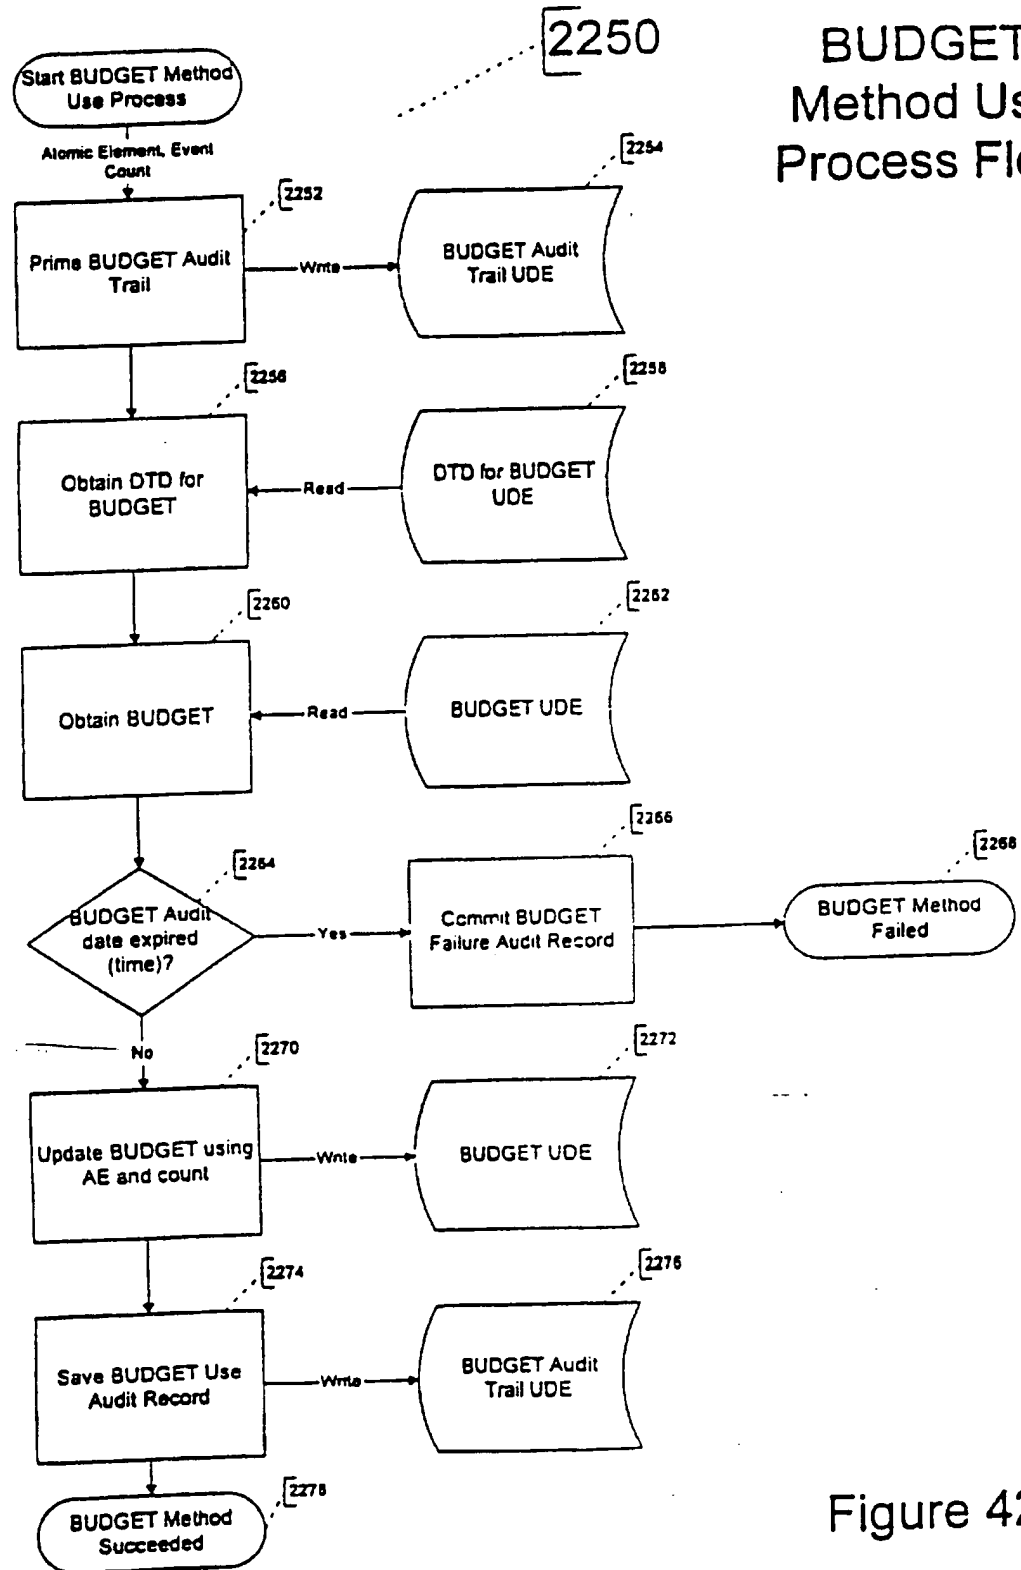 2250
BUDGET
Method Us
Process Flo
Start BUDGET Method
Use Process
Atomic Element, Event
Count
2252
2254
Prime BUDGET Audit
Trail
Write
BUDGET Audit
Trail UDE
2256
2258
Obtain DTD for
BUDGET
Read
DTD for BUDGET
UDE
2260
2262
Obtain BUDGET
Read
BUDGET UDE
2264
2266
2268
BUDGET Audit
date expired
(time)?
Yes
Commit BUDGET
Failure Audit Record
BUDGET Method
Failed
No
2270
2272
Update BUDGET using
AE and count
Write
BUDGET UDE
2274
2276
Save BUDGET Use
Audit Record
Write
BUDGET Audit
Trail UDE
2278
BUDGET Method
Succeeded
Figure 42